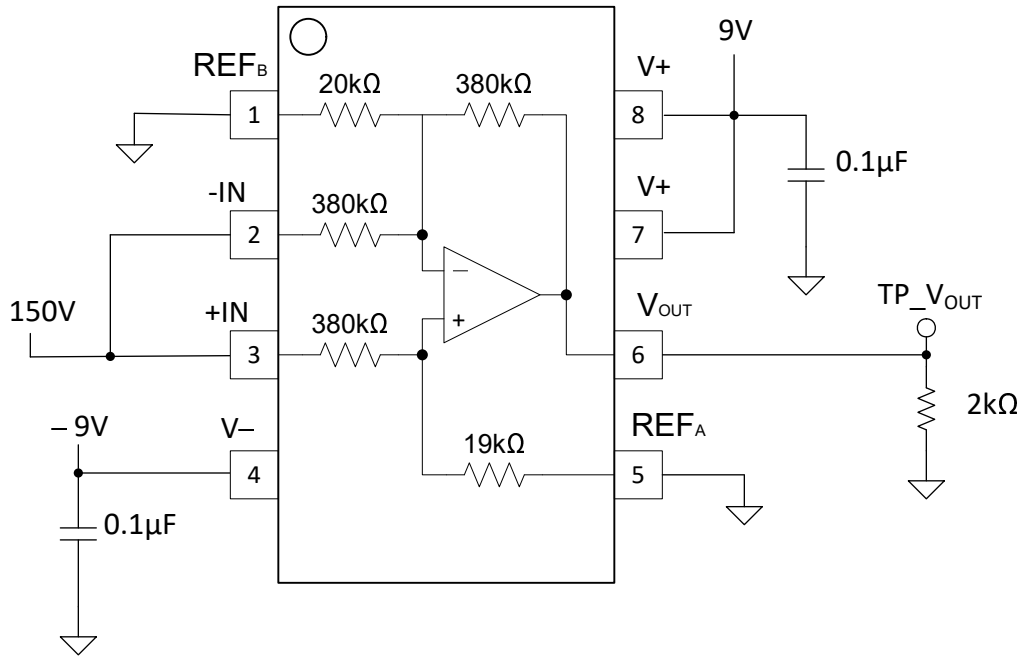 9V
REFB
20kΩ
380kΩ
V+
1
8
0.1µF
-IN
380kΩ
V+
2
7
150V
+IN
380kΩ
VOUT
TP_VOUT
−
+
3
6
2kΩ
– 9V
V–
19kΩ
REFA
4
5
0.1µF